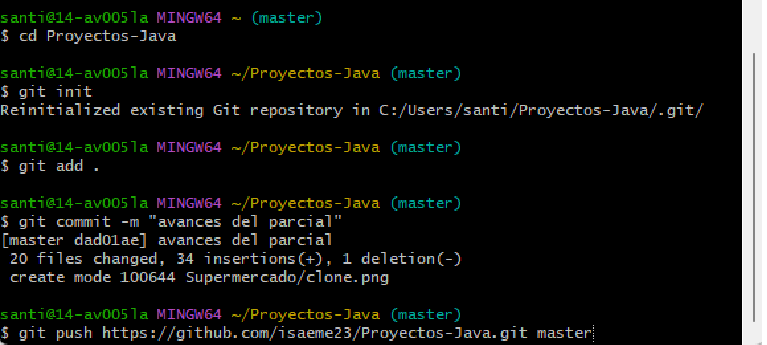 santi@14-av005la MINGW64 ~ (master)
$ cd Proyectos-Java
santi@14-av005la MINGW64 ~/Proyectos-Java (master)
$ git init
Reinitialized existing Git repository in C:/Users/santi/Proyectos-Java/.git/
santi@14-av005la MINGW64 ~/Proyectos-Java (master)
$ git add .
santi@14-av005la MINGW64 ~/Proyectos-Java (master)
$ git commit -m "avances del parcial"
[master dad01ae] avances del parcial
 20 files changed, 34 insertions(+), 1 deletion(-)
 create mode 100644 Supermercado/clone.png
santi@14-av005la MINGW64 ~/Proyectos-Java (master)
$ git push https://github.com/isaeme23/Proyectos-Java.git master